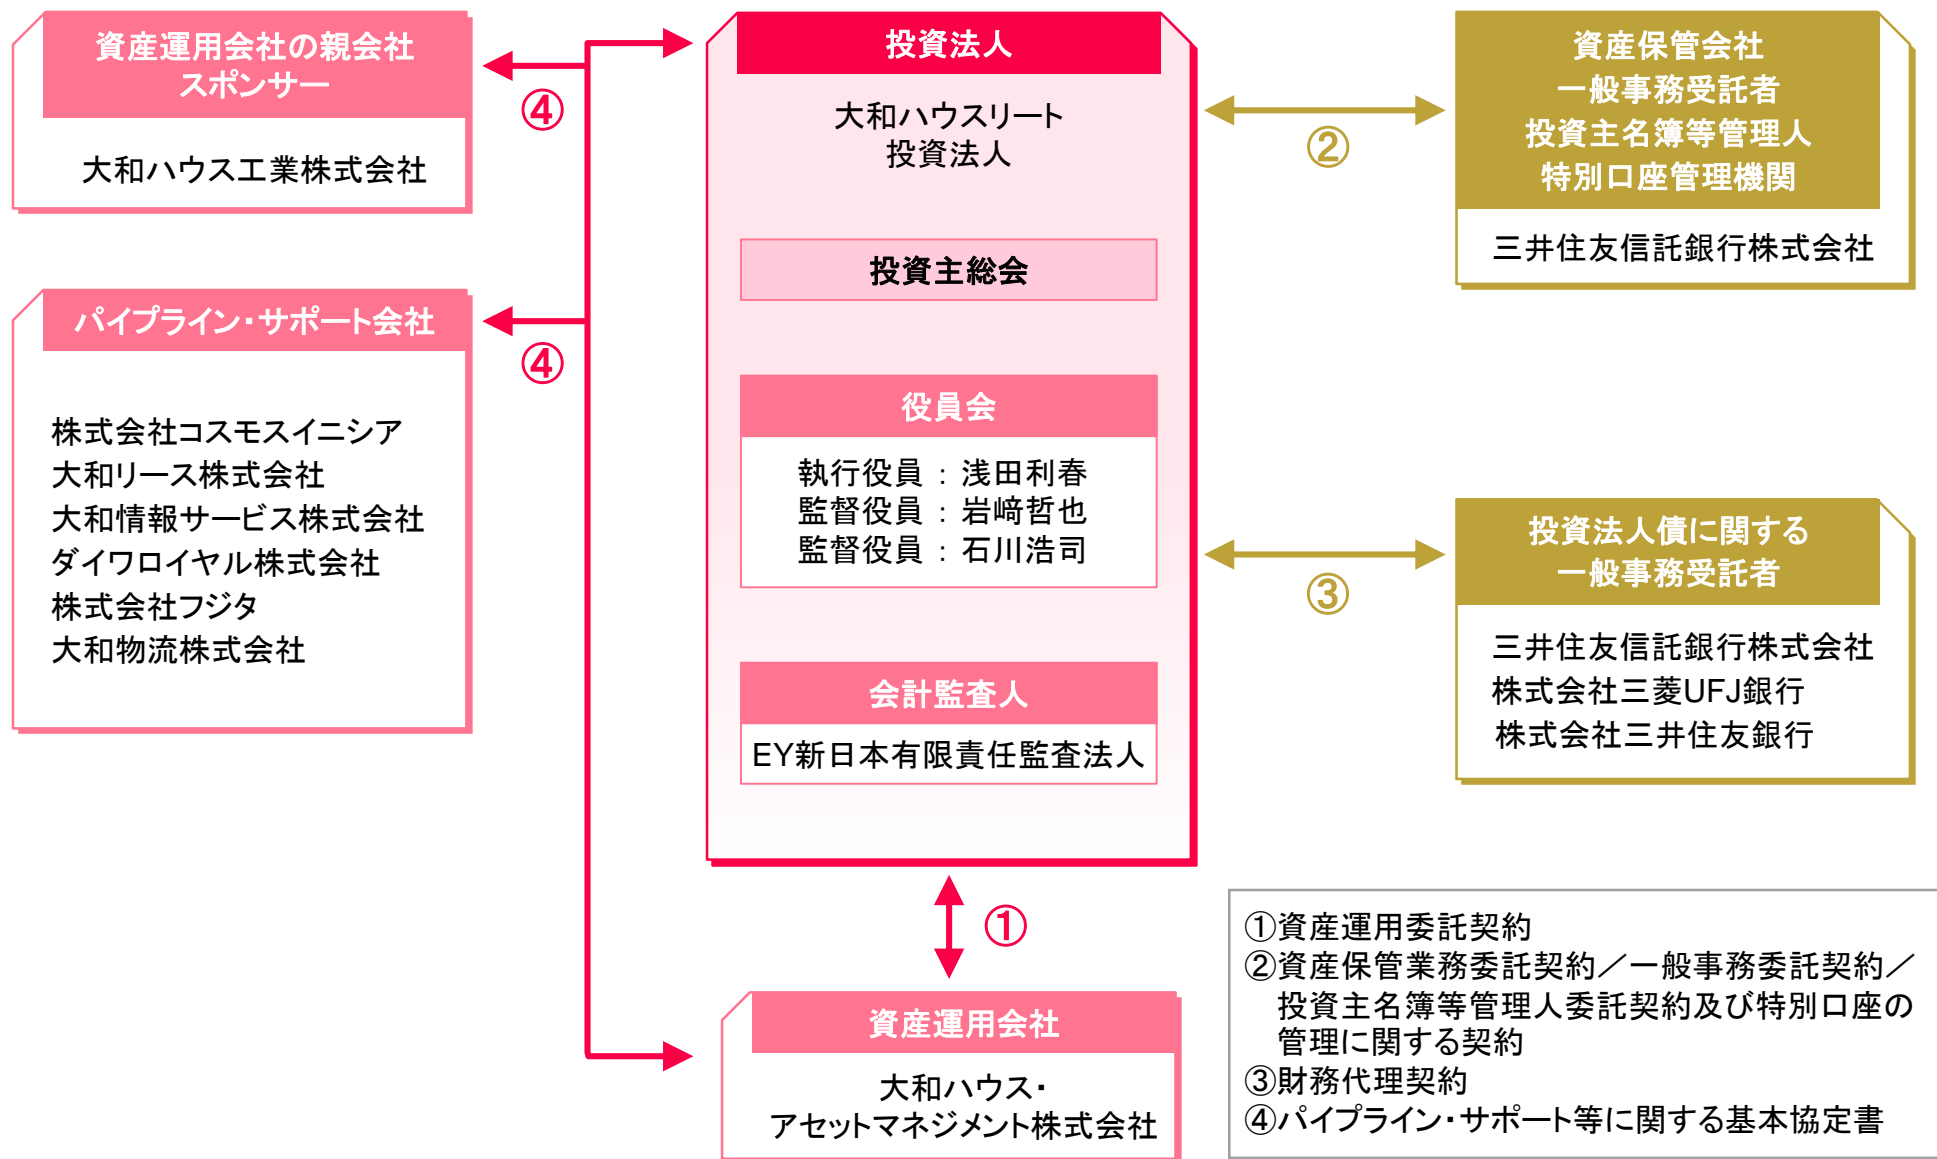 資産運用会社の親会社
スポンサー
大和ハウス工業株式会社
④
パイプライン・サポート会社
株式会社コスモスイニシア
大和リース株式会社
大和情報サービス株式会社
ダイワロイヤル株式会社
株式会社フジタ
大和物流株式会社
④
投資法人
大和ハウスリート
投資法人
投資主総会
役員会
執行役員 : 浅田利春
監督役員 : 岩﨑哲也
監督役員 : 石川浩司
会計監査人
EY新日本有限責任監査法人
①
資産運用会社
大和ハウス・
アセットマネジメント株式会社
②
資産保管会社
一般事務受託者
投資主名簿等管理人
特別口座管理機関
三井住友信託銀行株式会社
③
投資法人債に関する
一般事務受託者
三井住友信託銀行株式会社
株式会社三菱UFJ銀行
株式会社三井住友銀行
①資産運用委託契約
②資産保管業務委託契約／一般事務委託契約／
投資主名簿等管理人委託契約及び特別口座の
管理に関する契約
③財務代理契約
④パイプライン・サポート等に関する基本協定書